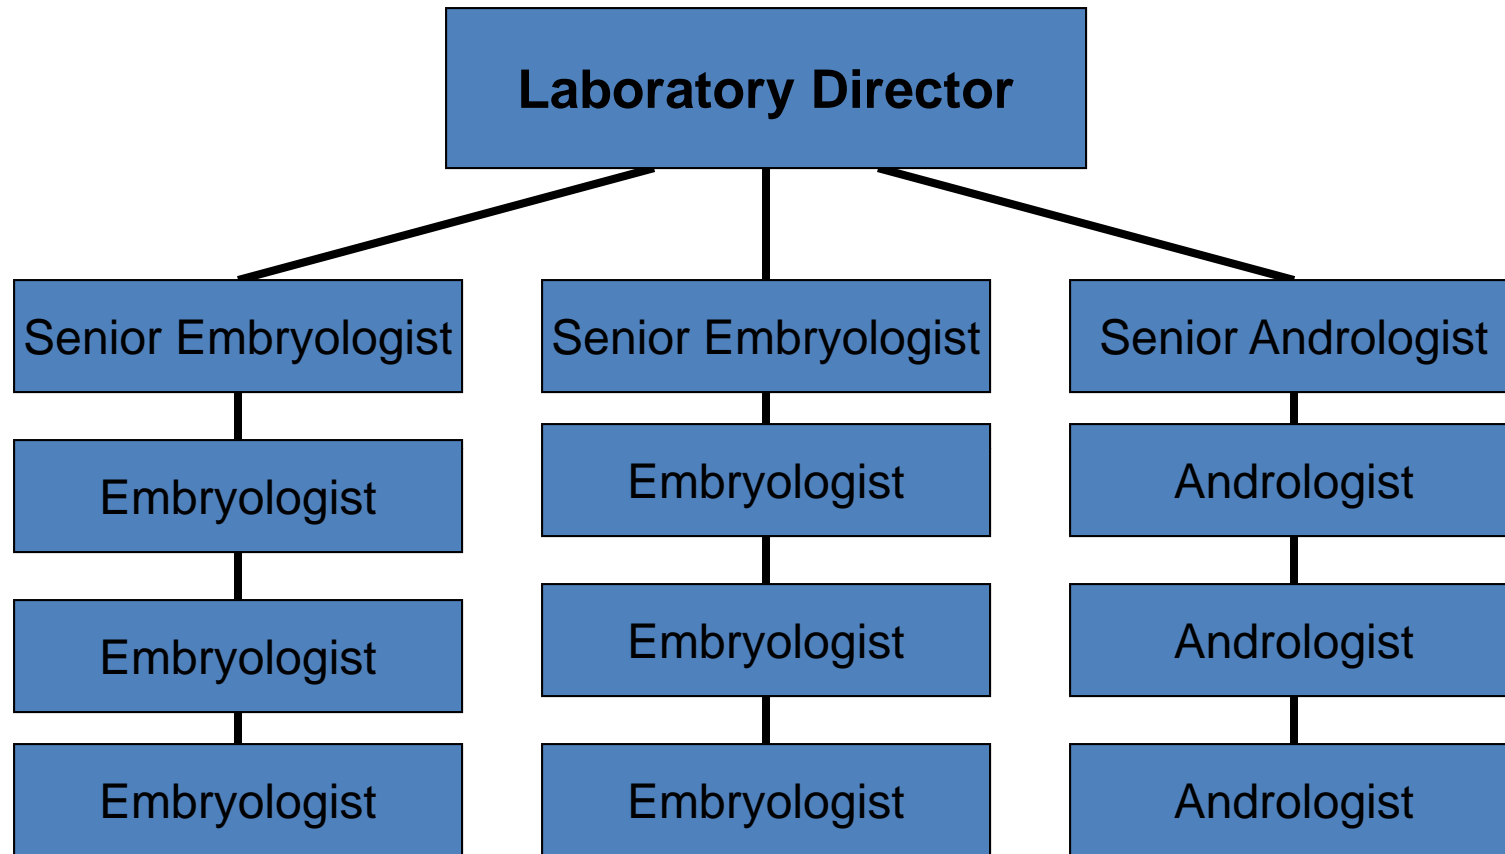 Laboratory Director
Senior Embryologist
Senior Embryologist
Senior Andrologist
Embryologist
Embryologist
Andrologist
Embryologist
Embryologist
Andrologist
Embryologist
Embryologist
Andrologist